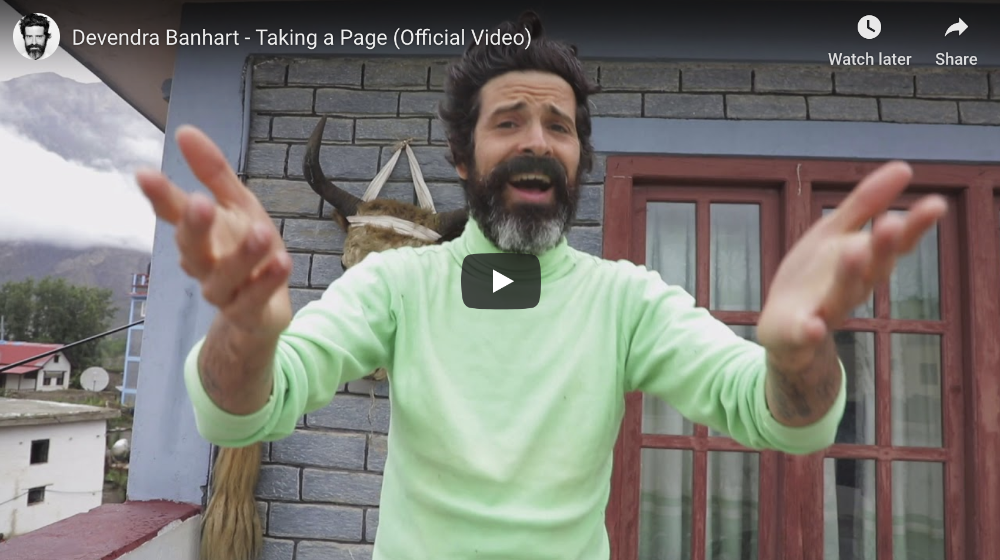 Devendra Banhart - Taking a Page (Official Video)
Watch later
Share